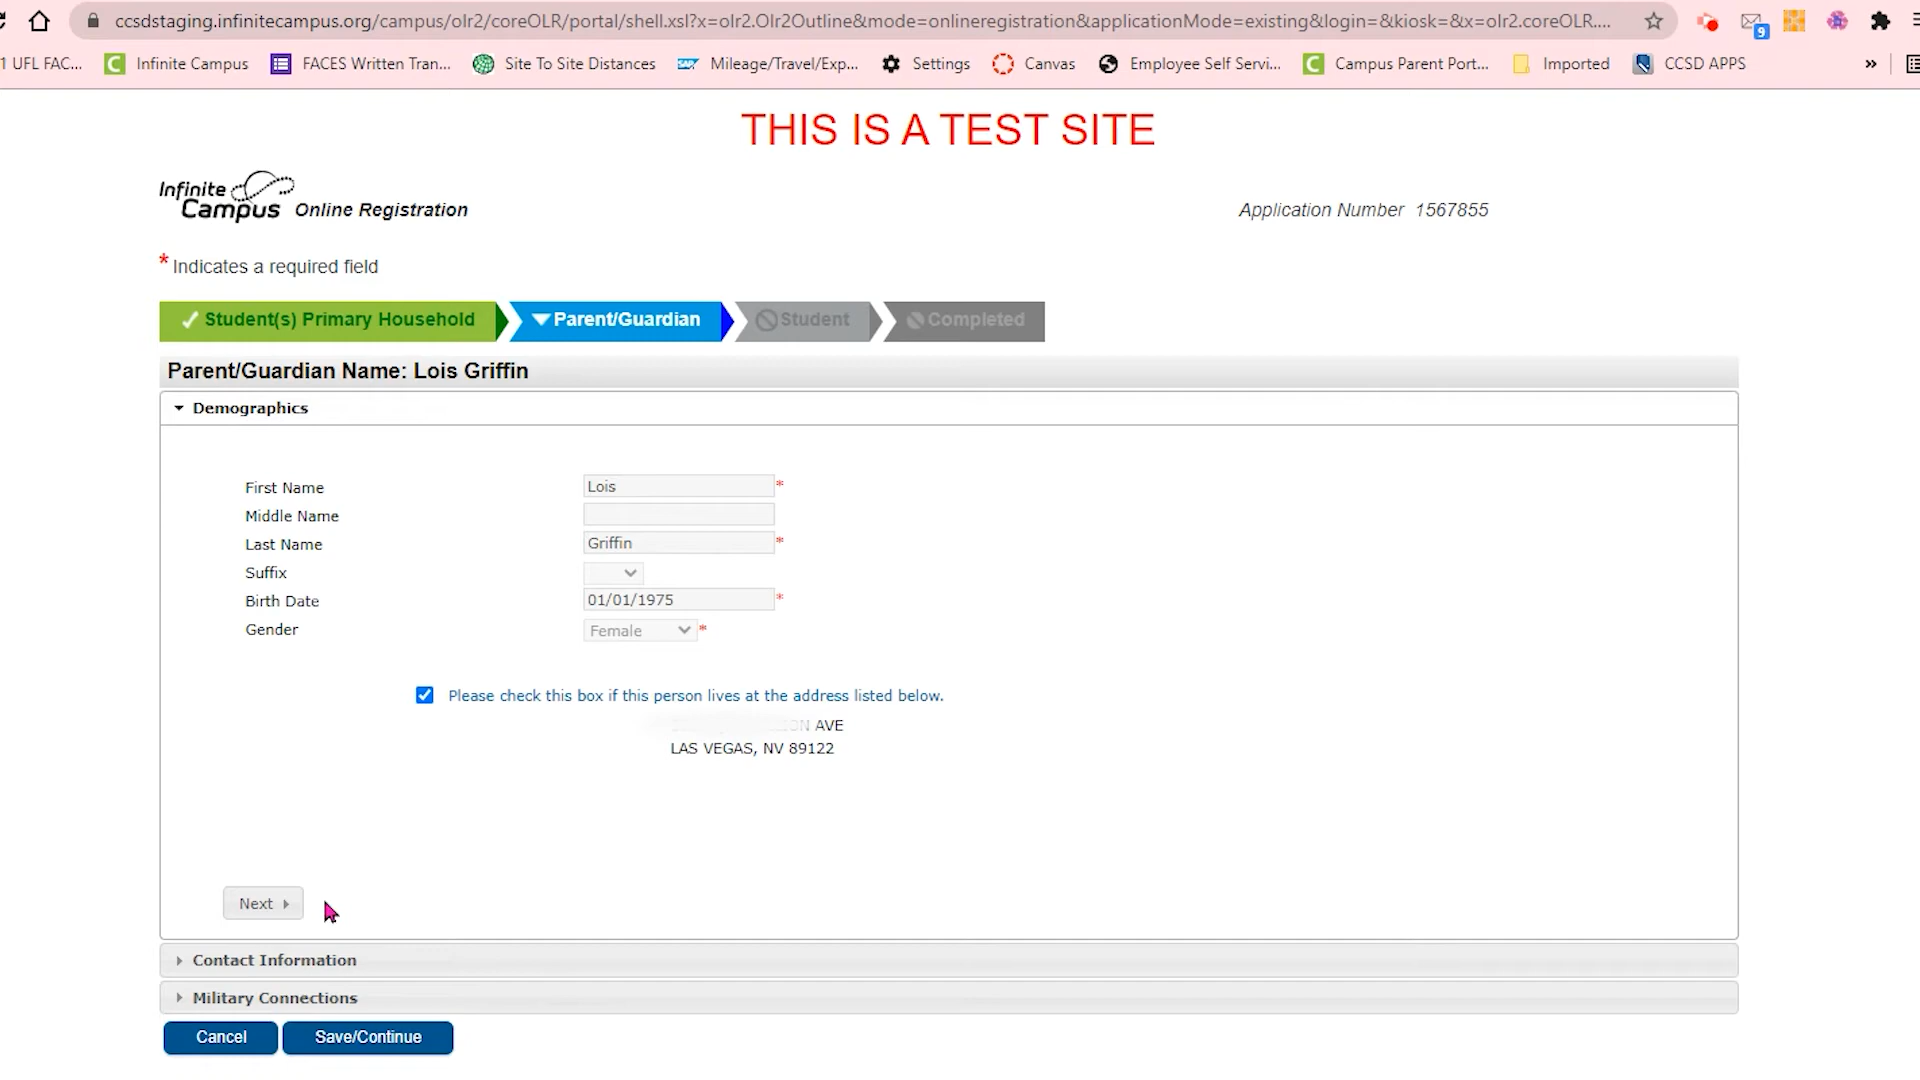 ccsdstaging.infinitecampus.org/campus/olr2/coreOLR/portal/shell.xsl?x=olr2.Olr2Outline&mode=onlineregistration&applicationMode=existing&login=&kiosk=&x=olr2.coreOLR....
9
1 UFL FAC... Infinite Campus FACES Written Tran... Site To Site Distances Mileage/Travel/Exp... Settings Canvas Employee Self Servi... Campus Parent Port... Imported CCSD APPS »
THIS IS A TEST SITE
Infinite Campus Online Registration
Application Number 1567855
* Indicates a required field
Student(s) Primary Household Parent/Guardian Student Completed
Parent/Guardian Name: Lois Griffin
Demographics
First Name Lois *
Middle Name
Last Name Griffin *
Suffix
Birth Date 01/01/1975 *
Gender Female *
Please check this box if this person lives at the address listed below.
AVE
LAS VEGAS, NV 89122
Next
Contact Information
Military Connections
Cancel Save/Continue